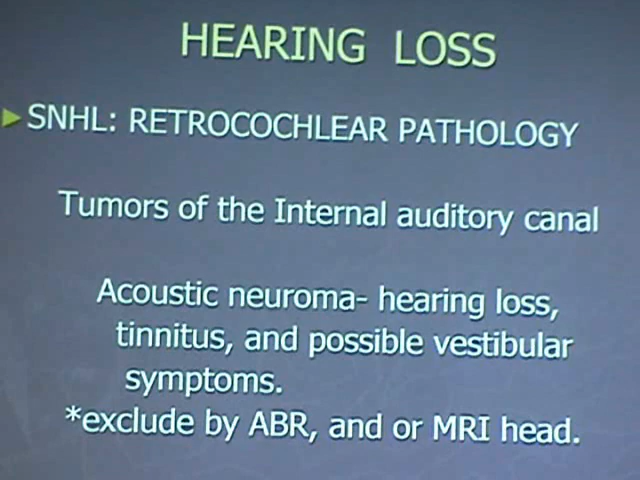 HEARING LOSS
SNHL: RETROCOCHLEAR PATHOLOGY
Tumors of the Internal auditory canal
Acoustic neuroma- hearing loss,
tinnitus, and possible vestibular
symptoms.
*exclude by ABR, and or MRI head.